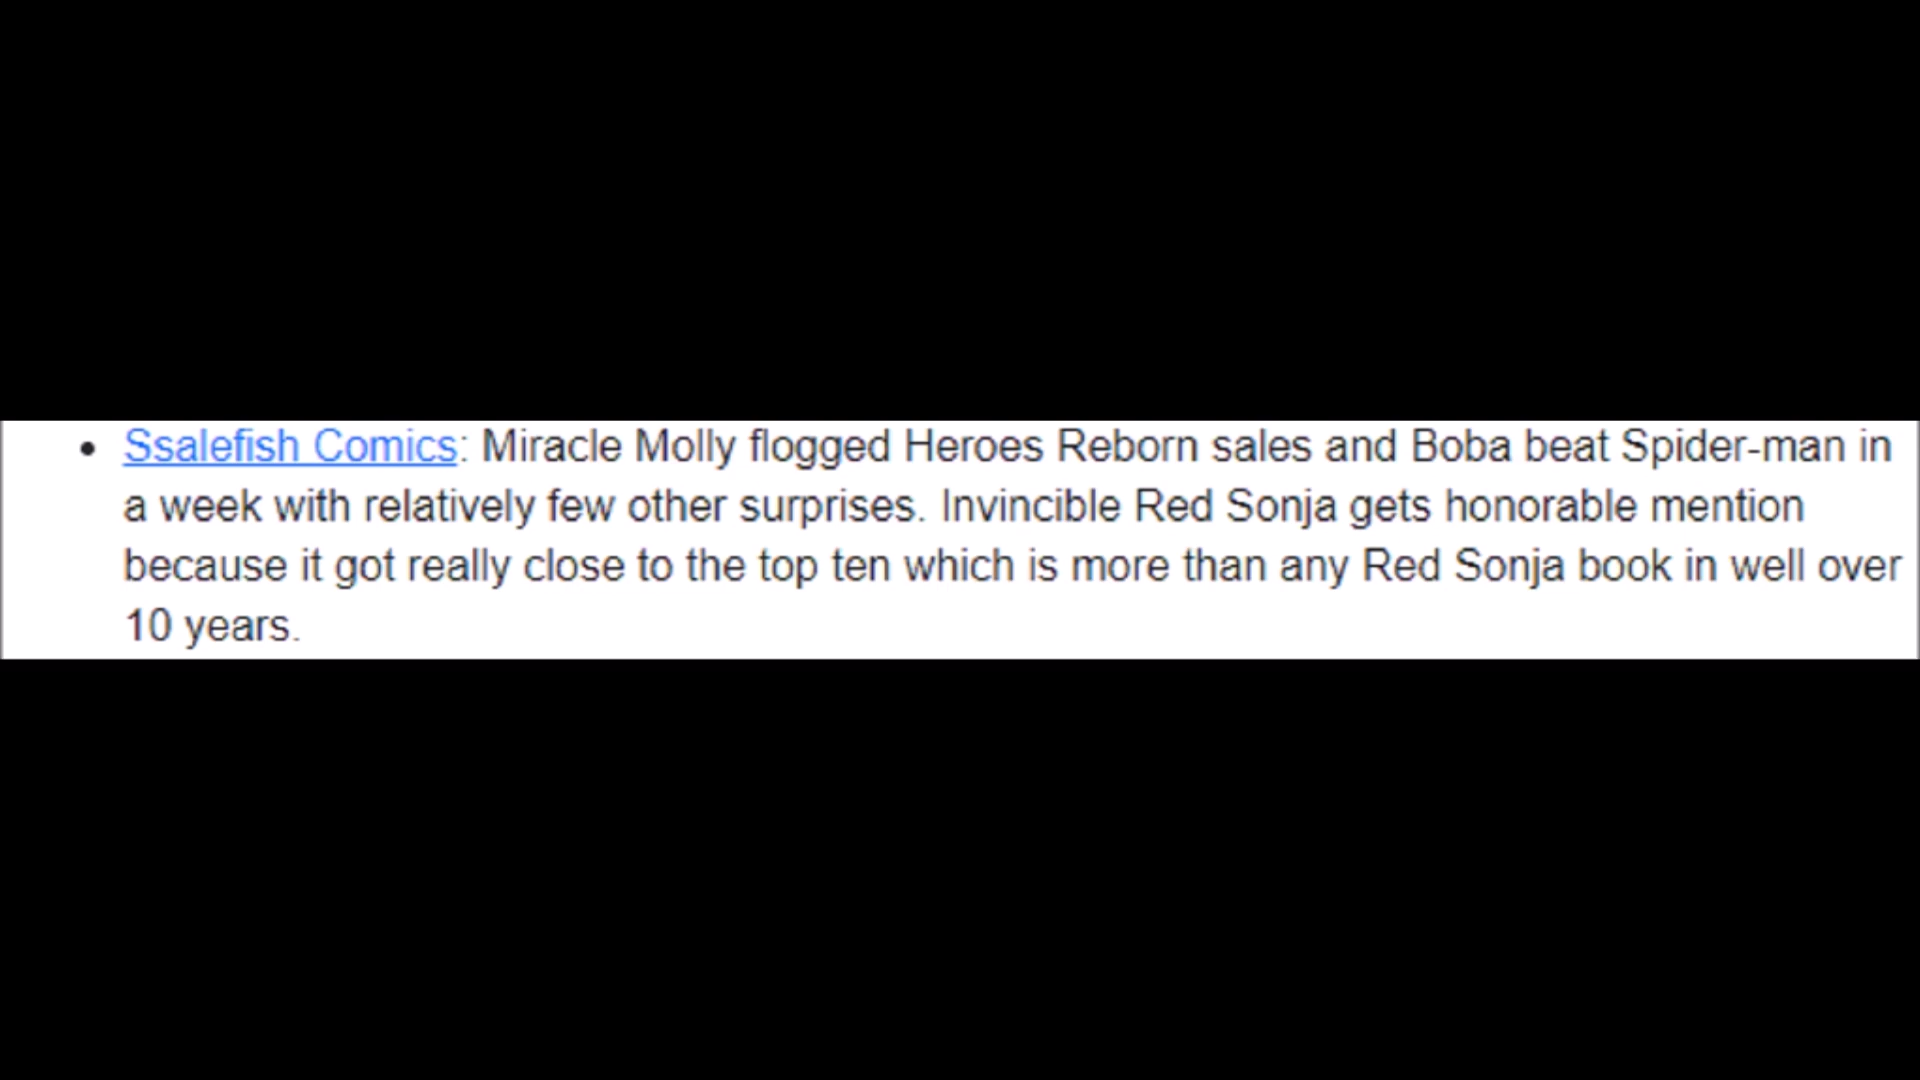 • Ssalefish Comics: Miracle Molly flogged Heroes Reborn sales and Boba beat Spider-man in
a week with relatively few other surprises. Invincible Red Sonja gets honorable mention
because it got really close to the top ten which is more than any Red Sonja book in well over
10 years.